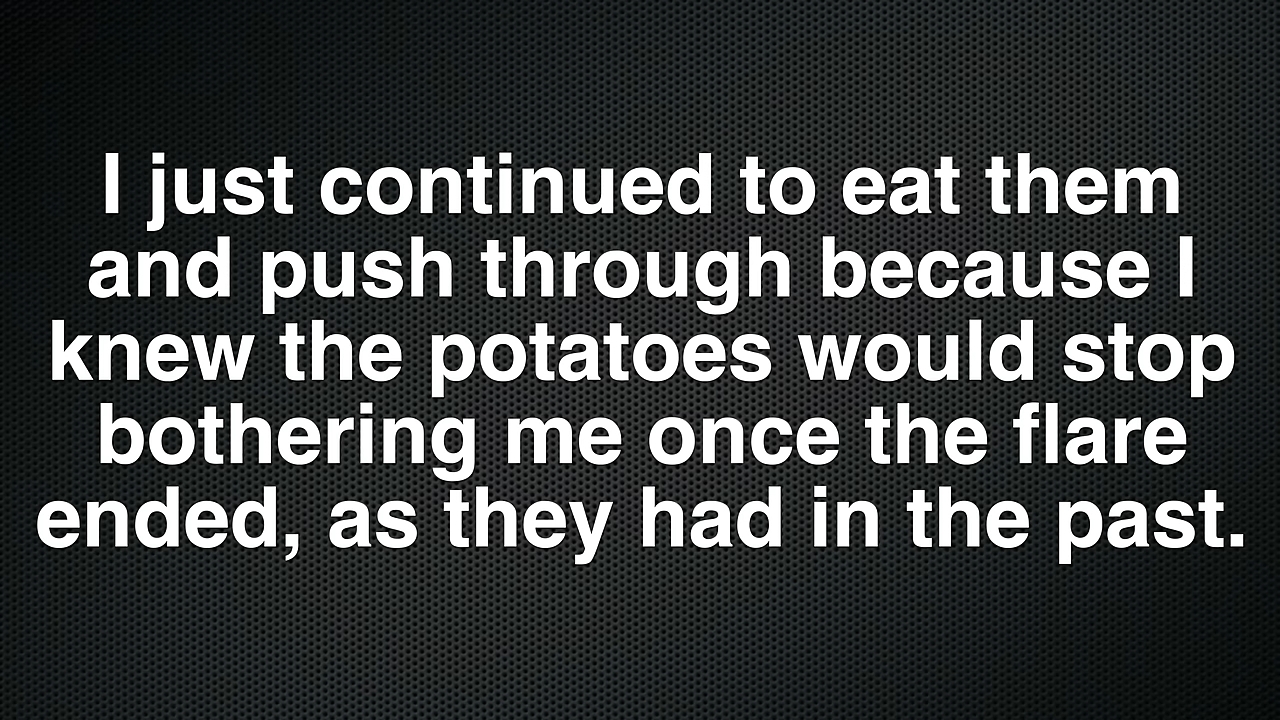 I just continued to eat them
and push through because I
knew the potatoes would stop
bothering me once the flare
ended, as they had in the past.